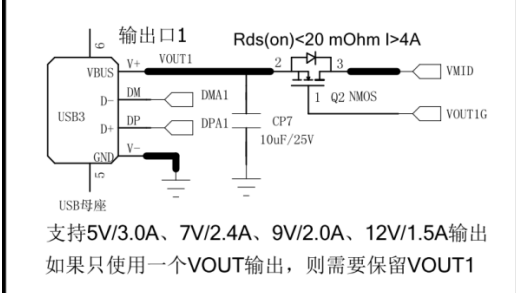 输出口1
Rds(on)<20 mOhm I>4A
6
VBUS
V+
VOUT1
2
3
VMID
D-
DM
DMA1
1
Q2 NMOS
USB3
D+
DP
DPA1
CP7
VOUT1G
10uF/25V
GND
V-
5
USB母座
支持5V/3.0A、7V/2.4A、9V/2.0A、12V/1.5A输出
如果只使用一个VOUT输出，则需要保留VOUT1